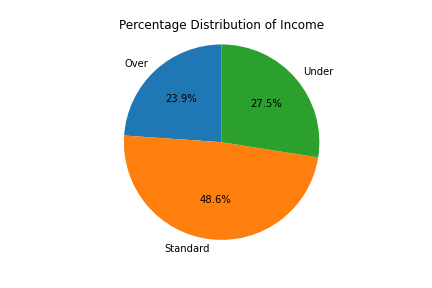 Percentage Distribution of Income
Over
Under
23.9%
27.5%
48.6%
Standard